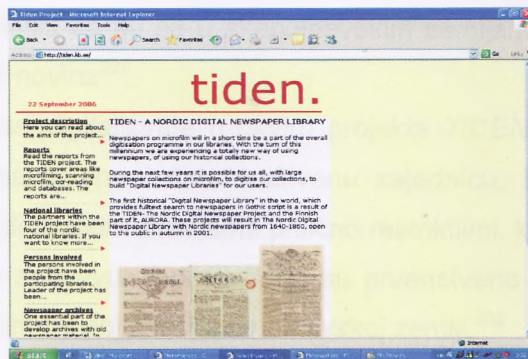 Tiden Project - Microsoft Internet Explorer
File Edit View Favorites Tools Help
Back Search Favorites
Address http://tiden.kb.se/ Go Links
tiden.
22 September 2006
Project description
Here you can read about
the aims of the project...
Reports
Read the reports from
the TIDEN project. The
reports cover areas like
microfilming, scanning
microfilm, ocr-reading
and databases. The
reports are...
National libraries
The partners within the
TIDEN project have been
four of the nordic
national libraries. If you
want to know more...
Persons involved
The persons involved in
the project have been
people from the
participating libraries.
Leader of the project has
been...
Newspaper archives
One essential part of the
project has been to
develop archives with old
newspaper material. In
TIDEN - A NORDIC DIGITAL NEWSPAPER LIBRARY
Newspapers on microfilm will in a short time be a part of the overall
digitisation programme in our libraries. With the turn of this
millennium we are experiencing a totally new way of using
newspapers, of using our historical collections.
During the next few years it is possible for us all, with large
newspaper collections on microfilm, to digitise our collections, to
build "Digital Newspaper Libraries" for our users.
The first historical "Digital Newspaper Library" in the world, which
provides fulltext search to newspapers in Gothic script is a result of
the TIDEN- The Nordic Digital Newspaper Project and the Finnish
part of it, AURORA. These projects will result in The Nordic Digital
Newspaper Library with Nordic newspapers from 1640-1860, open
to the public in autumn in 2001.
Internet
start